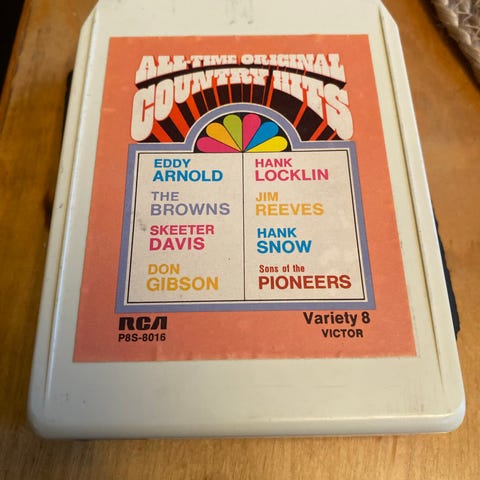 ALL-TIME ORIGINAL
COUNTRY HITS
EDDY
ARNOLD
THE
BROWNS
SKEETER
DAVIS
DON
GIBSON
HANK
LOCKLIN
JIM
REEVES
HANK
SNOW
Sons of the
PIONEERS
RCA
P8S-8016
Variety 8
VICTOR